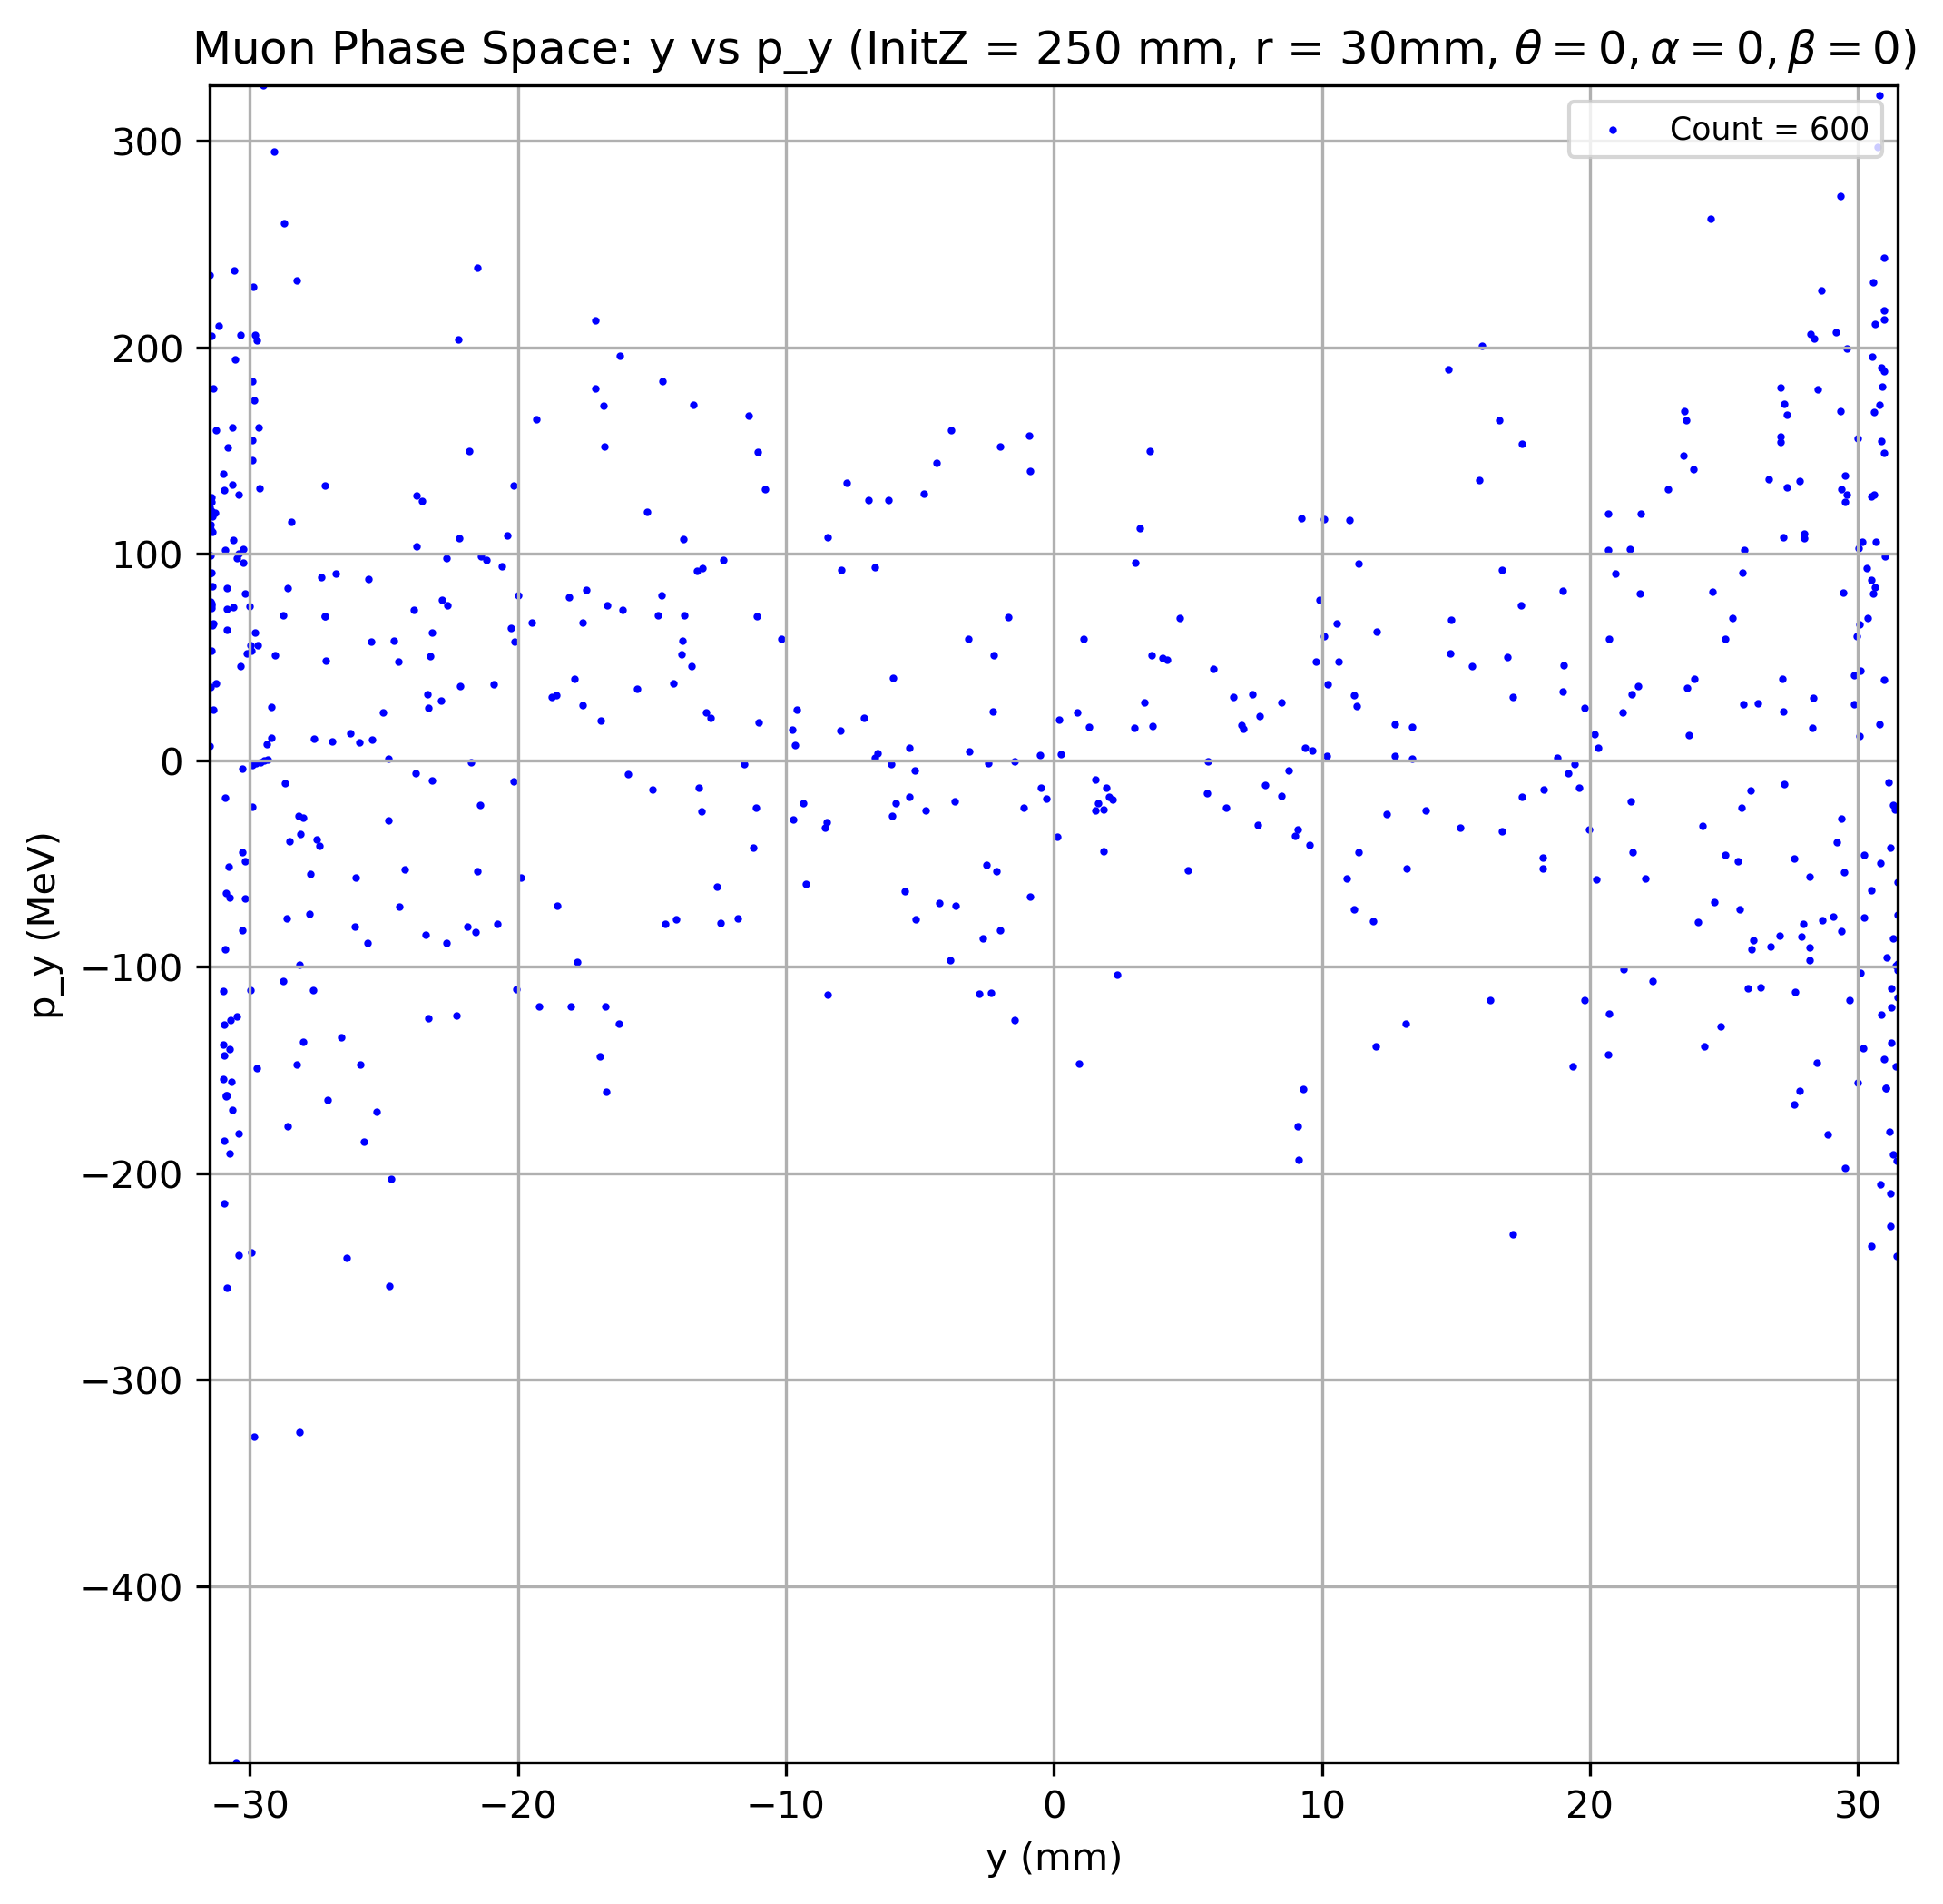 Muon Phase Space: y vs p_y (InitZ = 250 mm, r = 30mm, θ = 0, α = 0, β = 0)
Count = 600
300
200
100
0
−100
−200
−300
−400
p_y (MeV)
−30 −20 −10 0 10 20 30
y (mm)